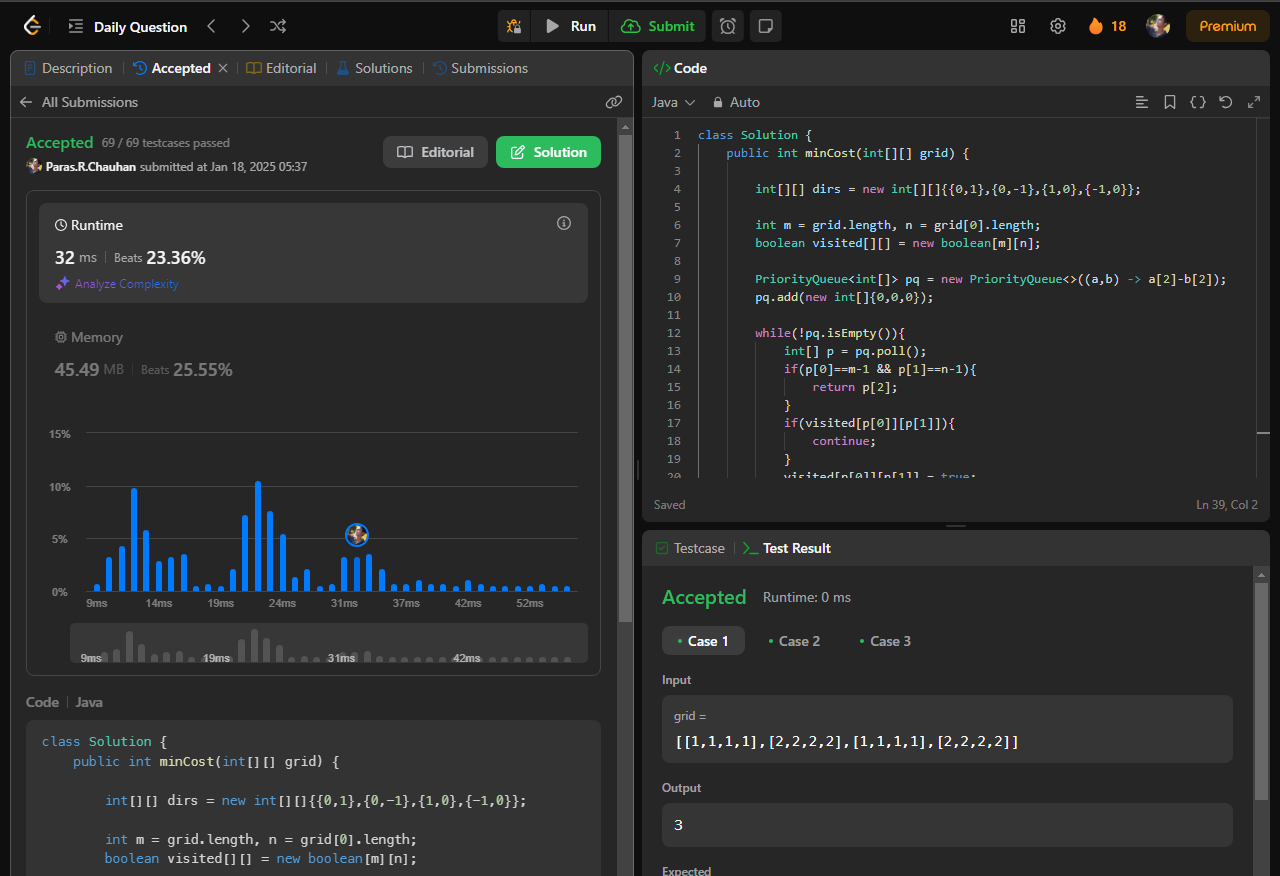 Daily Question
Run
Submit
18
Premium
Description
Accepted
Editorial
Solutions
Submissions
All Submissions
Accepted 69 / 69 testcases passed
Paras.R.Chauhan submitted at Jan 18, 2025 05:37
Editorial
Solution
Runtime
32 ms Beats 23.36%
Analyze Complexity
Memory
45.49 MB Beats 25.55%
15%
10%
5%
0%
9ms 14ms 19ms 24ms 31ms 37ms 42ms 52ms
9ms 19ms 31ms 42ms
Code Java
class Solution {
public int minCost(int[][] grid) {
int[][] dirs = new int[][]{{0,1},{0,-1},{1,0},{-1,0}};
int m = grid.length, n = grid[0].length;
boolean visited[][] = new boolean[m][n];
</> Code
Java Auto
1 class Solution {
2 public int minCost(int[][] grid) {
3
4 int[][] dirs = new int[][]{{0,1},{0,-1},{1,0},{-1,0}};
5
6 int m = grid.length, n = grid[0].length;
7 boolean visited[][] = new boolean[m][n];
8
9 PriorityQueue<int[]> pq = new PriorityQueue<>((a,b) -> a[2]-b[2]);
10 pq.add(new int[]{0,0,0});
11
12 while(!pq.isEmpty()){
13 int[] p = pq.poll();
14 if(p[0]==m-1 && p[1]==n-1){
15 return p[2];
16 }
17 if(visited[p[0]][p[1]]){
18 continue;
19 }
20 visited[p[0]][p[1]] = true;
Saved
Ln 39, Col 2
Testcase
Test Result
Accepted Runtime: 0 ms
Case 1
Case 2
Case 3
Input
grid =
[[1,1,1,1],[2,2,2,2],[1,1,1,1],[2,2,2,2]]
Output
3
Expected